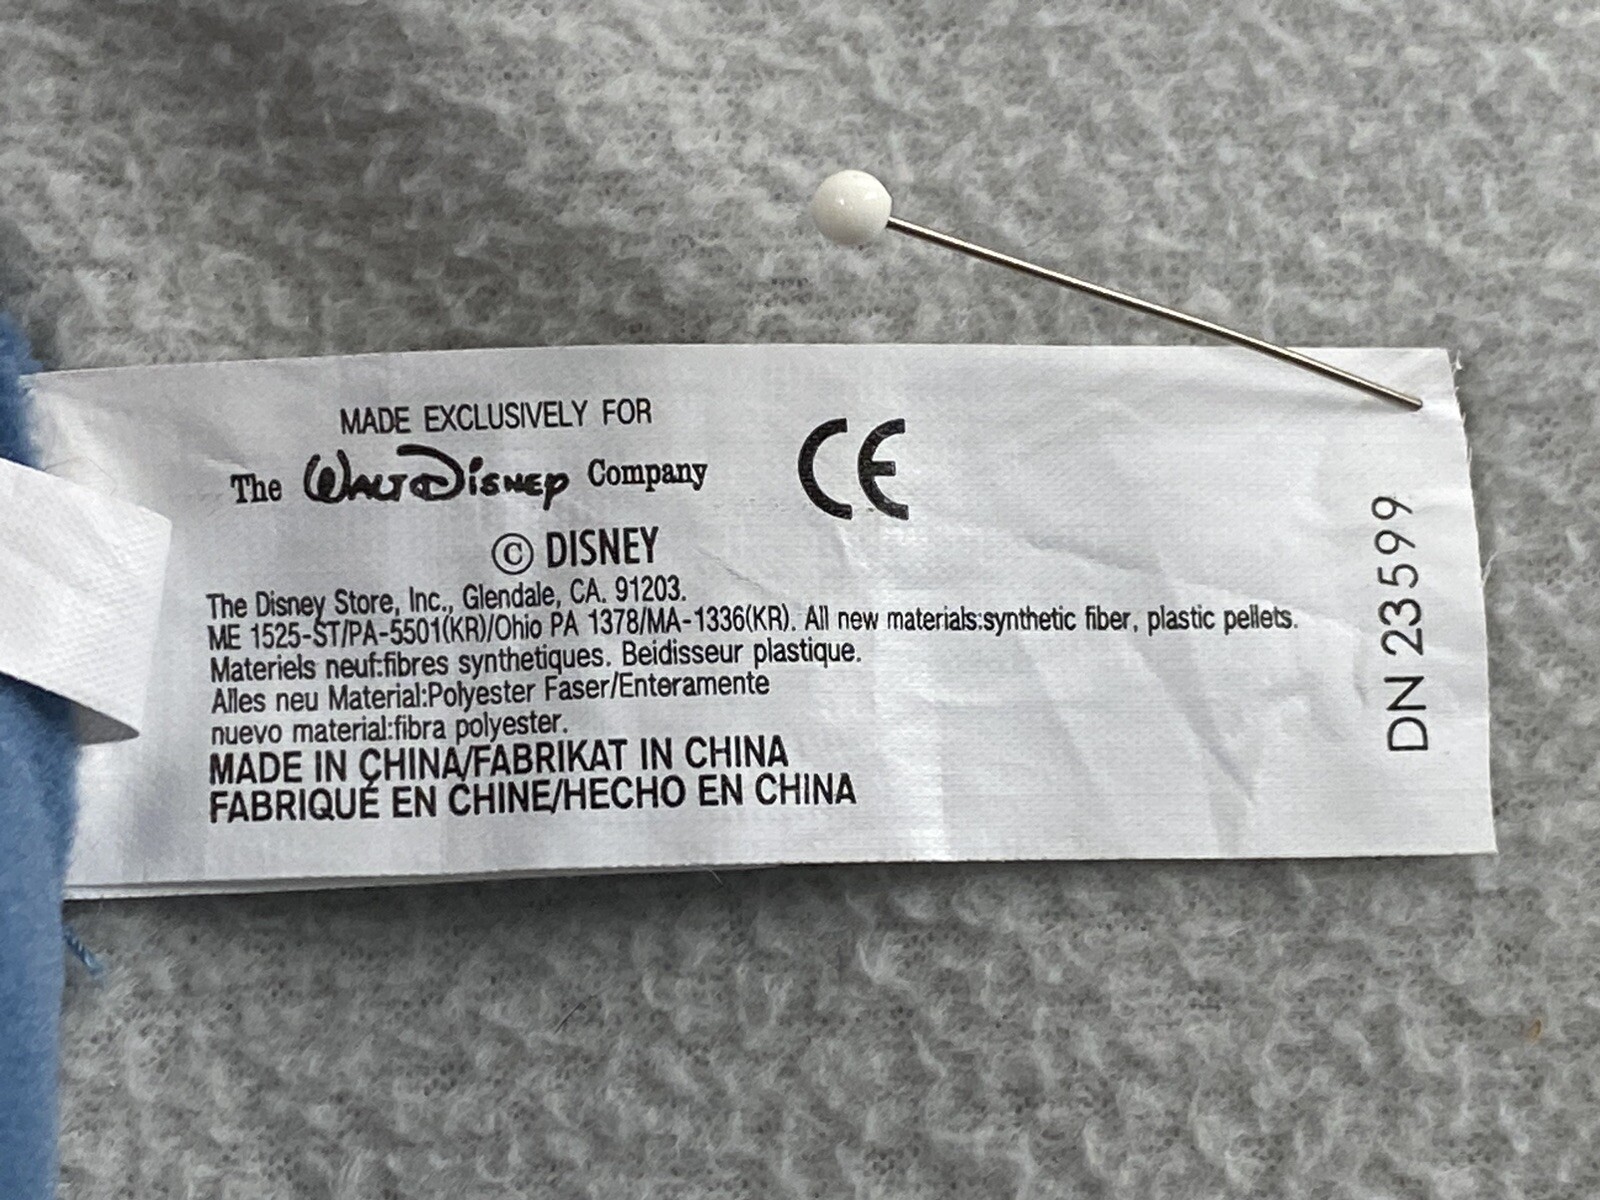 MADE EXCLUSIVELY FOR
The WALT DISNEY Company
CE
© DISNEY
The Disney Store, Inc., Glendale, CA. 91203.
ME 1525-ST/PA-5501(KR)/Ohio PA 1378/MA-1336(KR). All new materials:synthetic fiber, plastic pellets.
Materiels neuf:fibres synthetiques. Beidisseur plastique.
Alles neu Material:Polyester Faser/Enteramente
nuevo material:fibra polyester.
MADE IN CHINA/FABRIKAT IN CHINA
FABRIQUÉ EN CHINE/HECHO EN CHINA
DN 23599